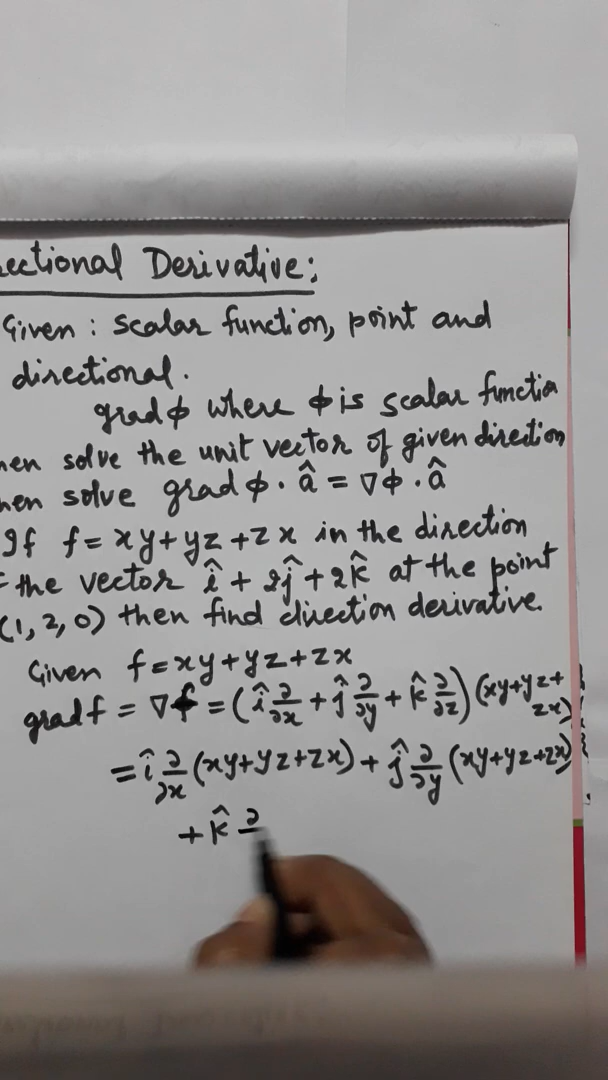 ectional Derivative:
Given : scalar function, point and
directional.
grad ϕ where ϕ is scalar functio
hen solve the unit vector of given direction
hen solve grad ϕ · â = ∇ϕ · â
If f = xy + yz + zx in the direction
the vector î + 2ĵ + 2k̂ at the point
(1, 2, 0) then find direction derivative.
Given f = xy + yz + zx
grad f = ∇f = (î ∂/∂x + ĵ ∂/∂y + k̂ ∂/∂z) (xy + yz + zx)
= î ∂/∂x (xy + yz + zx) + ĵ ∂/∂y (xy + yz + zx)
+ k̂ ∂